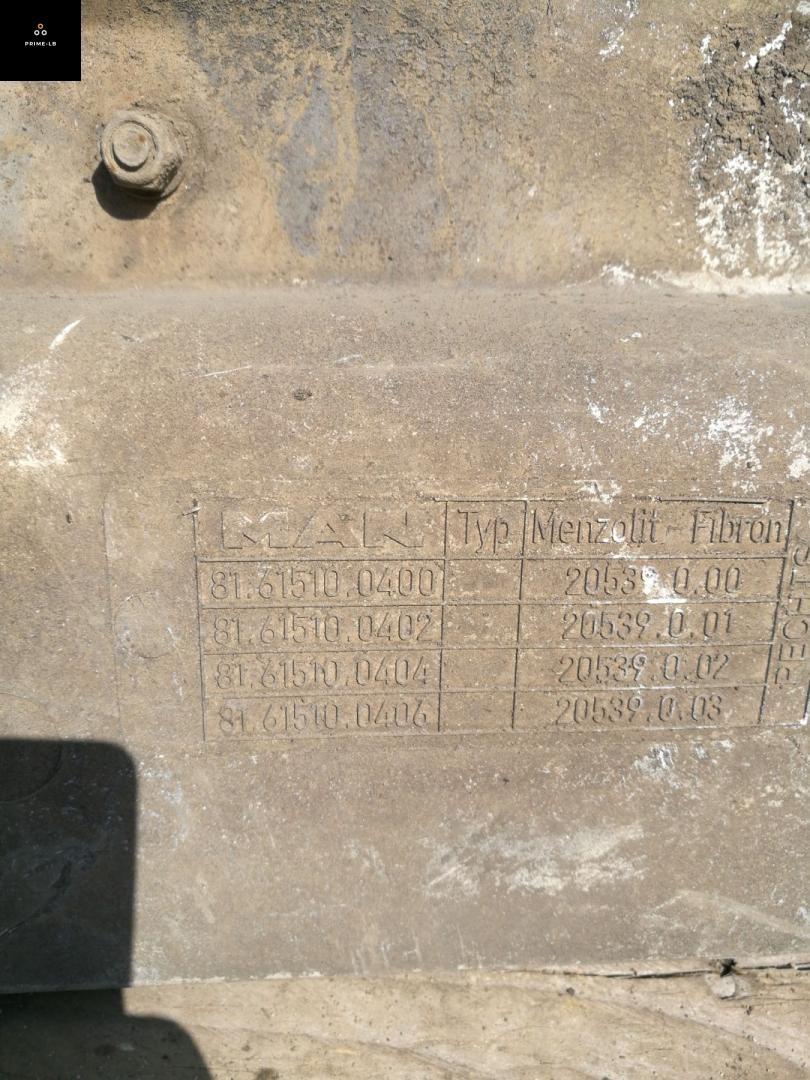 PRIME-LB
MAN Typ Menzolit - Fibron
81.61510.0400 20539.0.00
81.61510.0402 20539.0.01
81.61510.0404 20539.0.02
81.61510.0406 20539.0.03
RECHTS